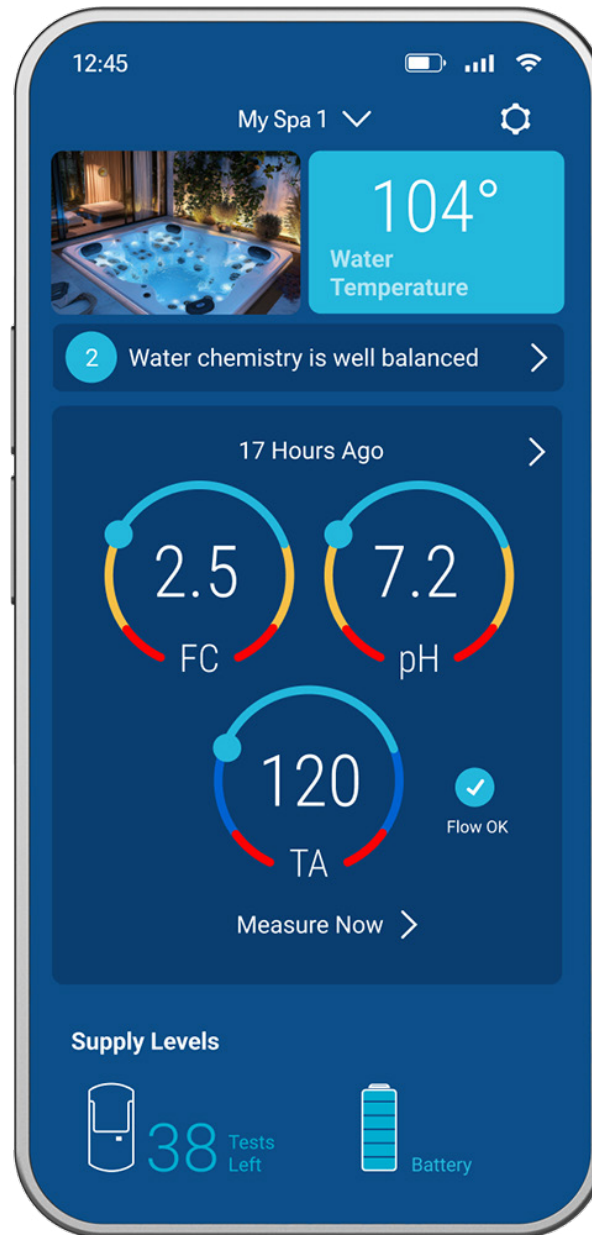 12:45
My Spa 1
104°
Water
Temperature
2 Water chemistry is well balanced
17 Hours Ago
2.5 7.2
FC pH
120
TA
Flow OK
Measure Now
Supply Levels
38 Tests
Left
Battery